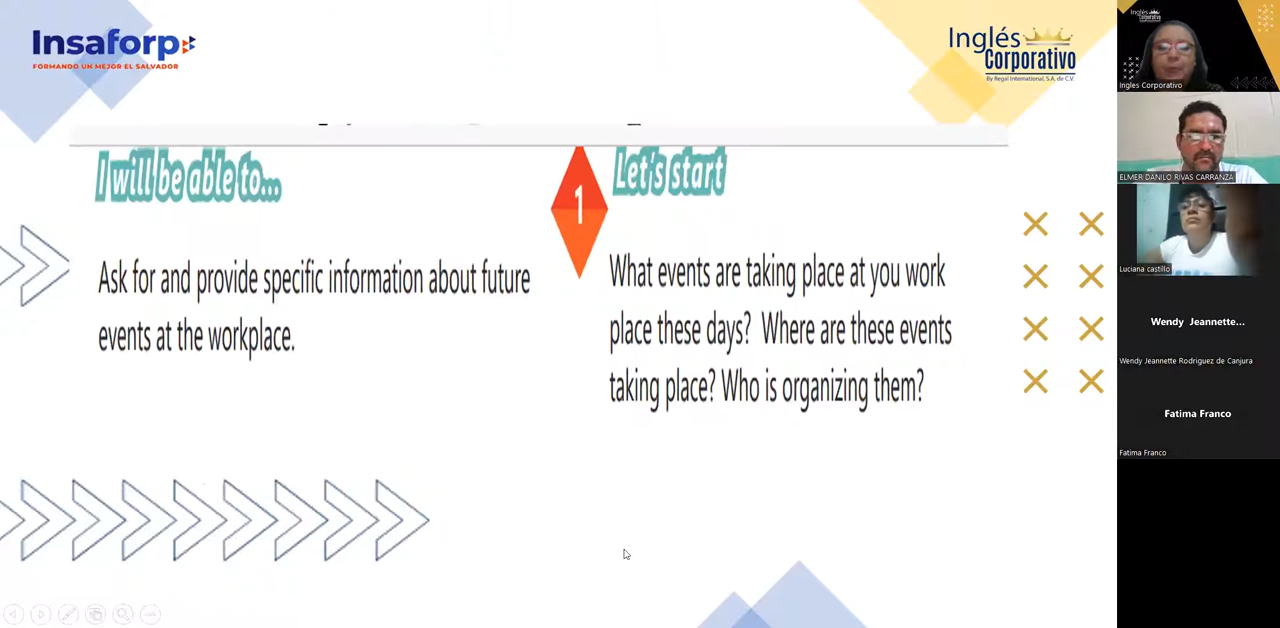 Insaforp
FORMANDO UN MEJOR EL SALVADOR
Inglés
Corporativo
By Regal International, S.A. de C.V.
I will be able to...
Ask for and provide specific information about future
events at the workplace.
1
Let's start
What events are taking place at you work
place these days? Where are these events
taking place? Who is organizing them?
Inglés
Corporativo
Ingles Corporativo
ELMER DANILO RIVAS CARRANZA
Luciana castillo
Wendy Jeannette...
Wendy Jeannette Rodriguez de Canjura
Fatima Franco
Fatima Franco